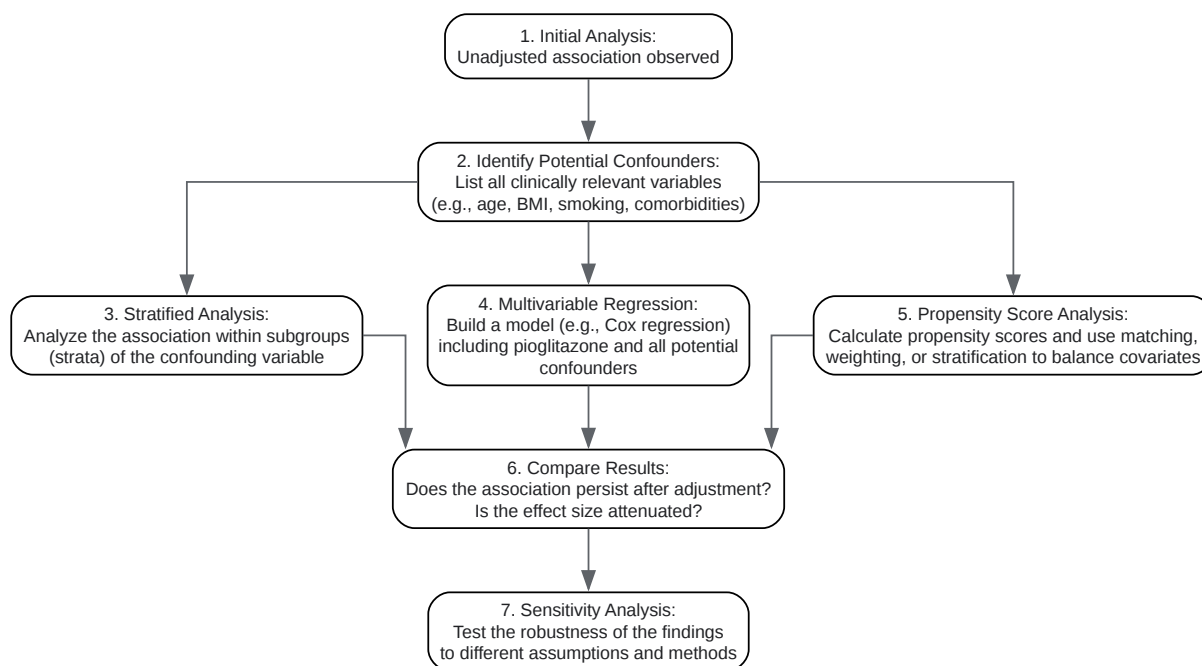 1. Initial Analysis:
Unadjusted association observed
2. Identify Potential Confounders:
List all clinically relevant variables
(e.g., age, BMI, smoking, comorbidities)
3. Stratified Analysis:
Analyze the association within subgroups
(strata) of the confounding variable
4. Multivariable Regression:
Build a model (e.g., Cox regression)
including pioglitazone and all potential
confounders
5. Propensity Score Analysis:
Calculate propensity scores and use matching,
weighting, or stratification to balance covariates
6. Compare Results:
Does the association persist after adjustment?
Is the effect size attenuated?
7. Sensitivity Analysis:
Test the robustness of the findings
to different assumptions and methods